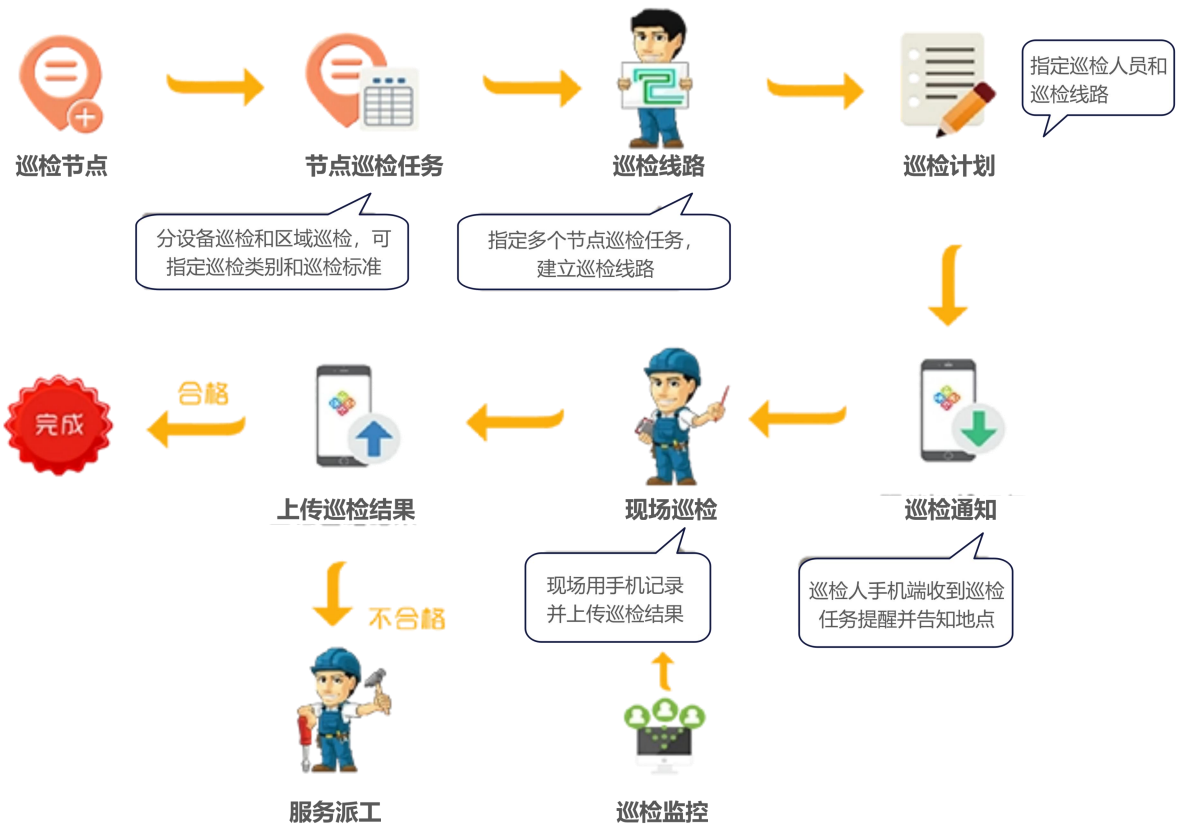 指定巡检人员和
巡检线路
巡检节点
节点巡检任务
巡检线路
巡检计划
分设备巡检和区域巡检，可
指定巡检类别和巡检标准
指定多个节点巡检任务，
建立巡检线路
完成
合格
上传巡检结果
现场巡检
巡检通知
现场用手机记录
并上传巡检结果
巡检人手机端收到巡检
任务提醒并告知地点
不合格
服务派工
巡检监控